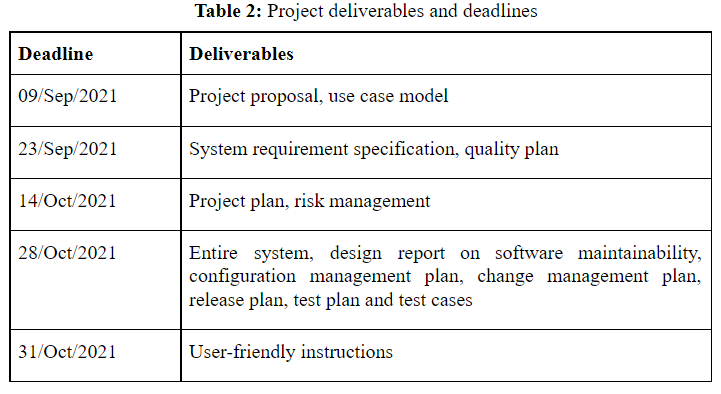 Table 2: Project deliverables and deadlines
Deadline Deliverables
09/Sep/2021 Project proposal, use case model
23/Sep/2021 System requirement specification, quality plan
14/Oct/2021 Project plan, risk management
28/Oct/2021 Entire system, design report on software maintainability,
configuration management plan, change management plan,
release plan, test plan and test cases
31/Oct/2021 User-friendly instructions